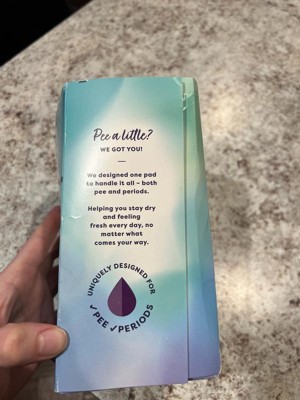 Pee a little?
WE GOT YOU!
We designed one pad
to handle it all – both
pee and periods.
Helping you stay dry
and feeling
fresh every day, no
matter what
comes your way.
UNIQUELY DESIGNED FOR
✓ PEE ✓ PERIODS